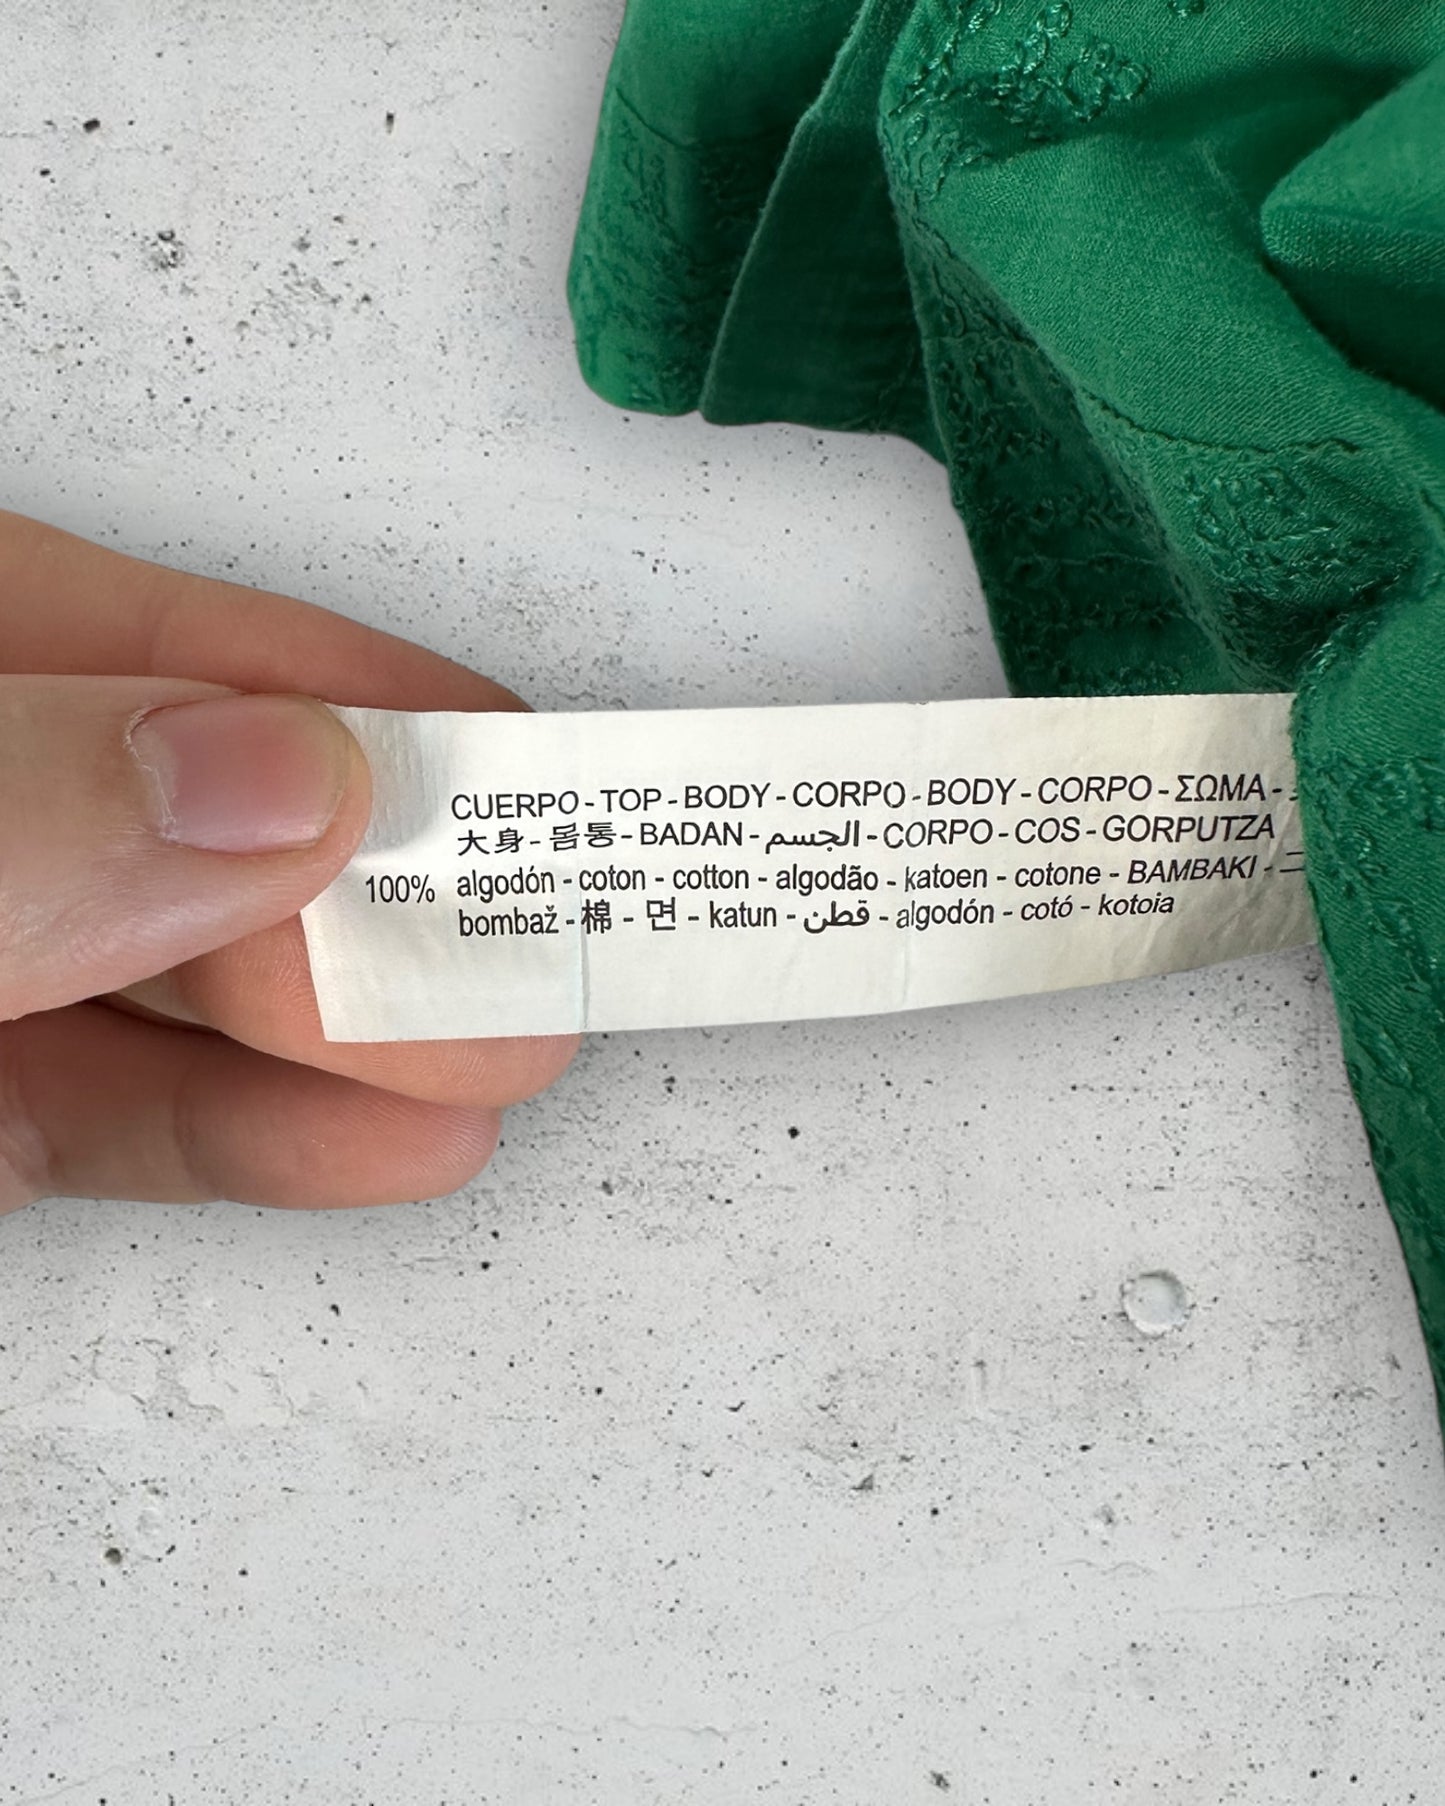 CUERPO - TOP - BODY - CORPO - BODY - CORPO - ΣΩΜΑ -
大身 - 몸통 - BADAN - الجسم - CORPO - COS - GORPUTZA
100% algodón - coton - cotton - algodão - katoen - cotone - BAMBAKI -
bombaž - 棉 - 면 - katun - قطن - algodón - cotó - kotoia